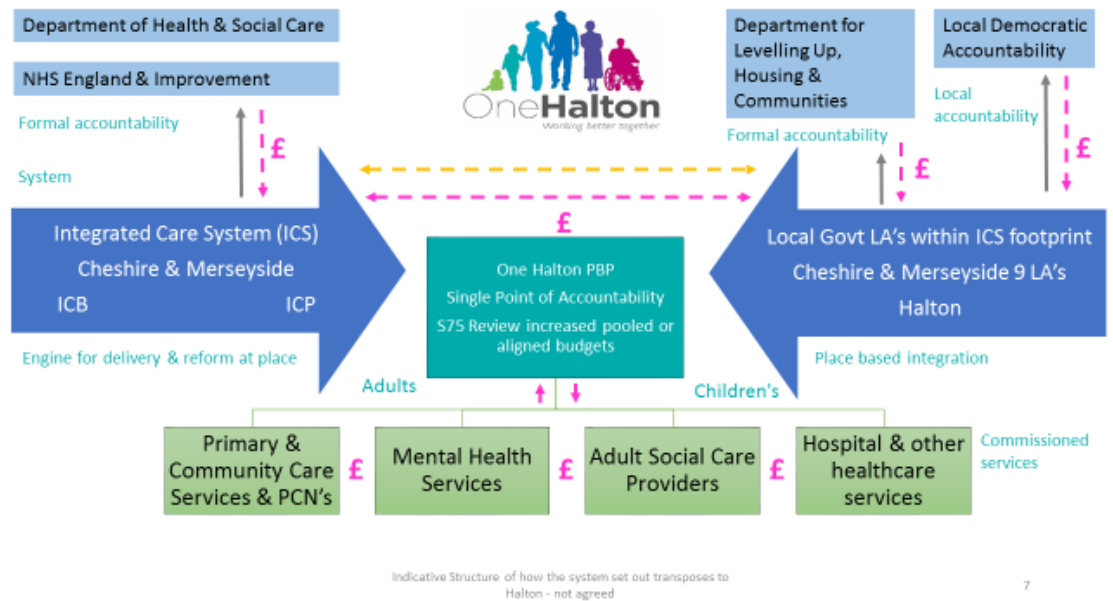 Department of Health & Social Care
NHS England & Improvement
Formal accountability
£
System
OneHalton
Working better together
Department for
Levelling Up,
Housing &
Communities
Formal accountability
£
Local Democratic
Accountability
Local
accountability
£
Integrated Care System (ICS)
Cheshire & Merseyside
ICB ICP
Engine for delivery & reform at place
£
One Halton PBP
Single Point of Accountability
S75 Review increased pooled or
aligned budgets
Local Govt LA's within ICS footprint
Cheshire & Merseyside 9 LA's
Halton
Place based integration
Adults
Children's
Primary &
Community Care
Services & PCN's
£
Mental Health
Services
£
Adult Social Care
Providers
£
Hospital & other
healthcare
services
Commissioned
services
Indicative Structure of how the system set out transposes to
Halton - not agreed
7